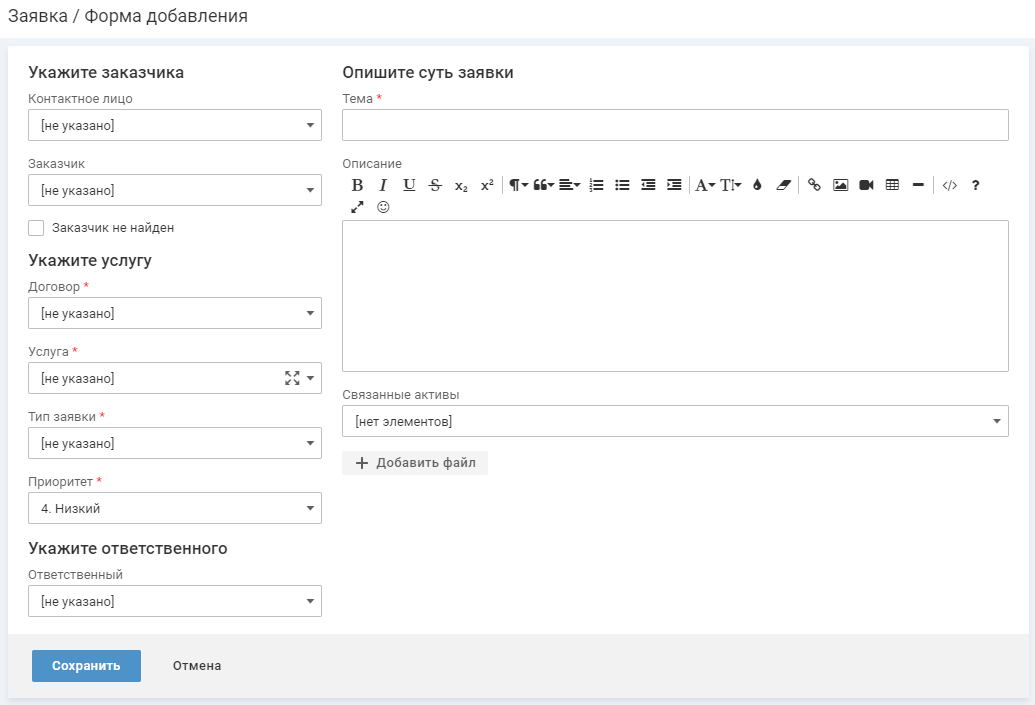 Заявка / Форма добавления
Укажите заказчика
Контактное лицо
[не указано]
Заказчик
[не указано]
Заказчик не найден
Укажите услугу
Договор *
[не указано]
Услуга *
[не указано]
Тип заявки *
[не указано]
Приоритет *
4. Низкий
Укажите ответственного
Ответственный
[не указано]
Опишите суть заявки
Тема *
Описание
B I U S x₂ x² ¶ A TI </> ?
Связанные активы
[нет элементов]
+ Добавить файл
Сохранить Отмена